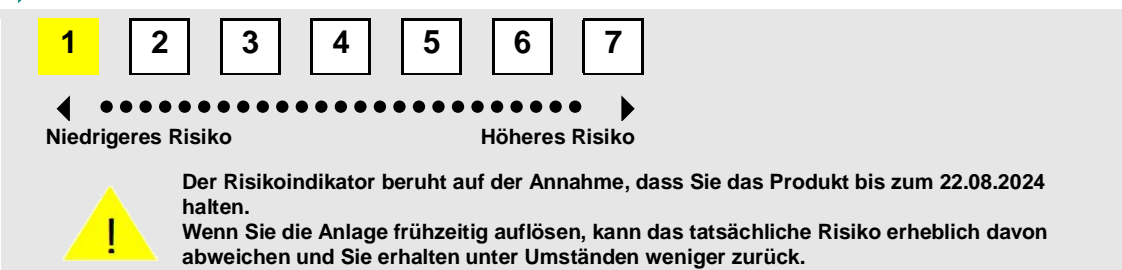 1 2 3 4 5 6 7
Niedrigeres Risiko Höheres Risiko
!
Der Risikoindikator beruht auf der Annahme, dass Sie das Produkt bis zum 22.08.2024
halten.
Wenn Sie die Anlage frühzeitig auflösen, kann das tatsächliche Risiko erheblich davon
abweichen und Sie erhalten unter Umständen weniger zurück.